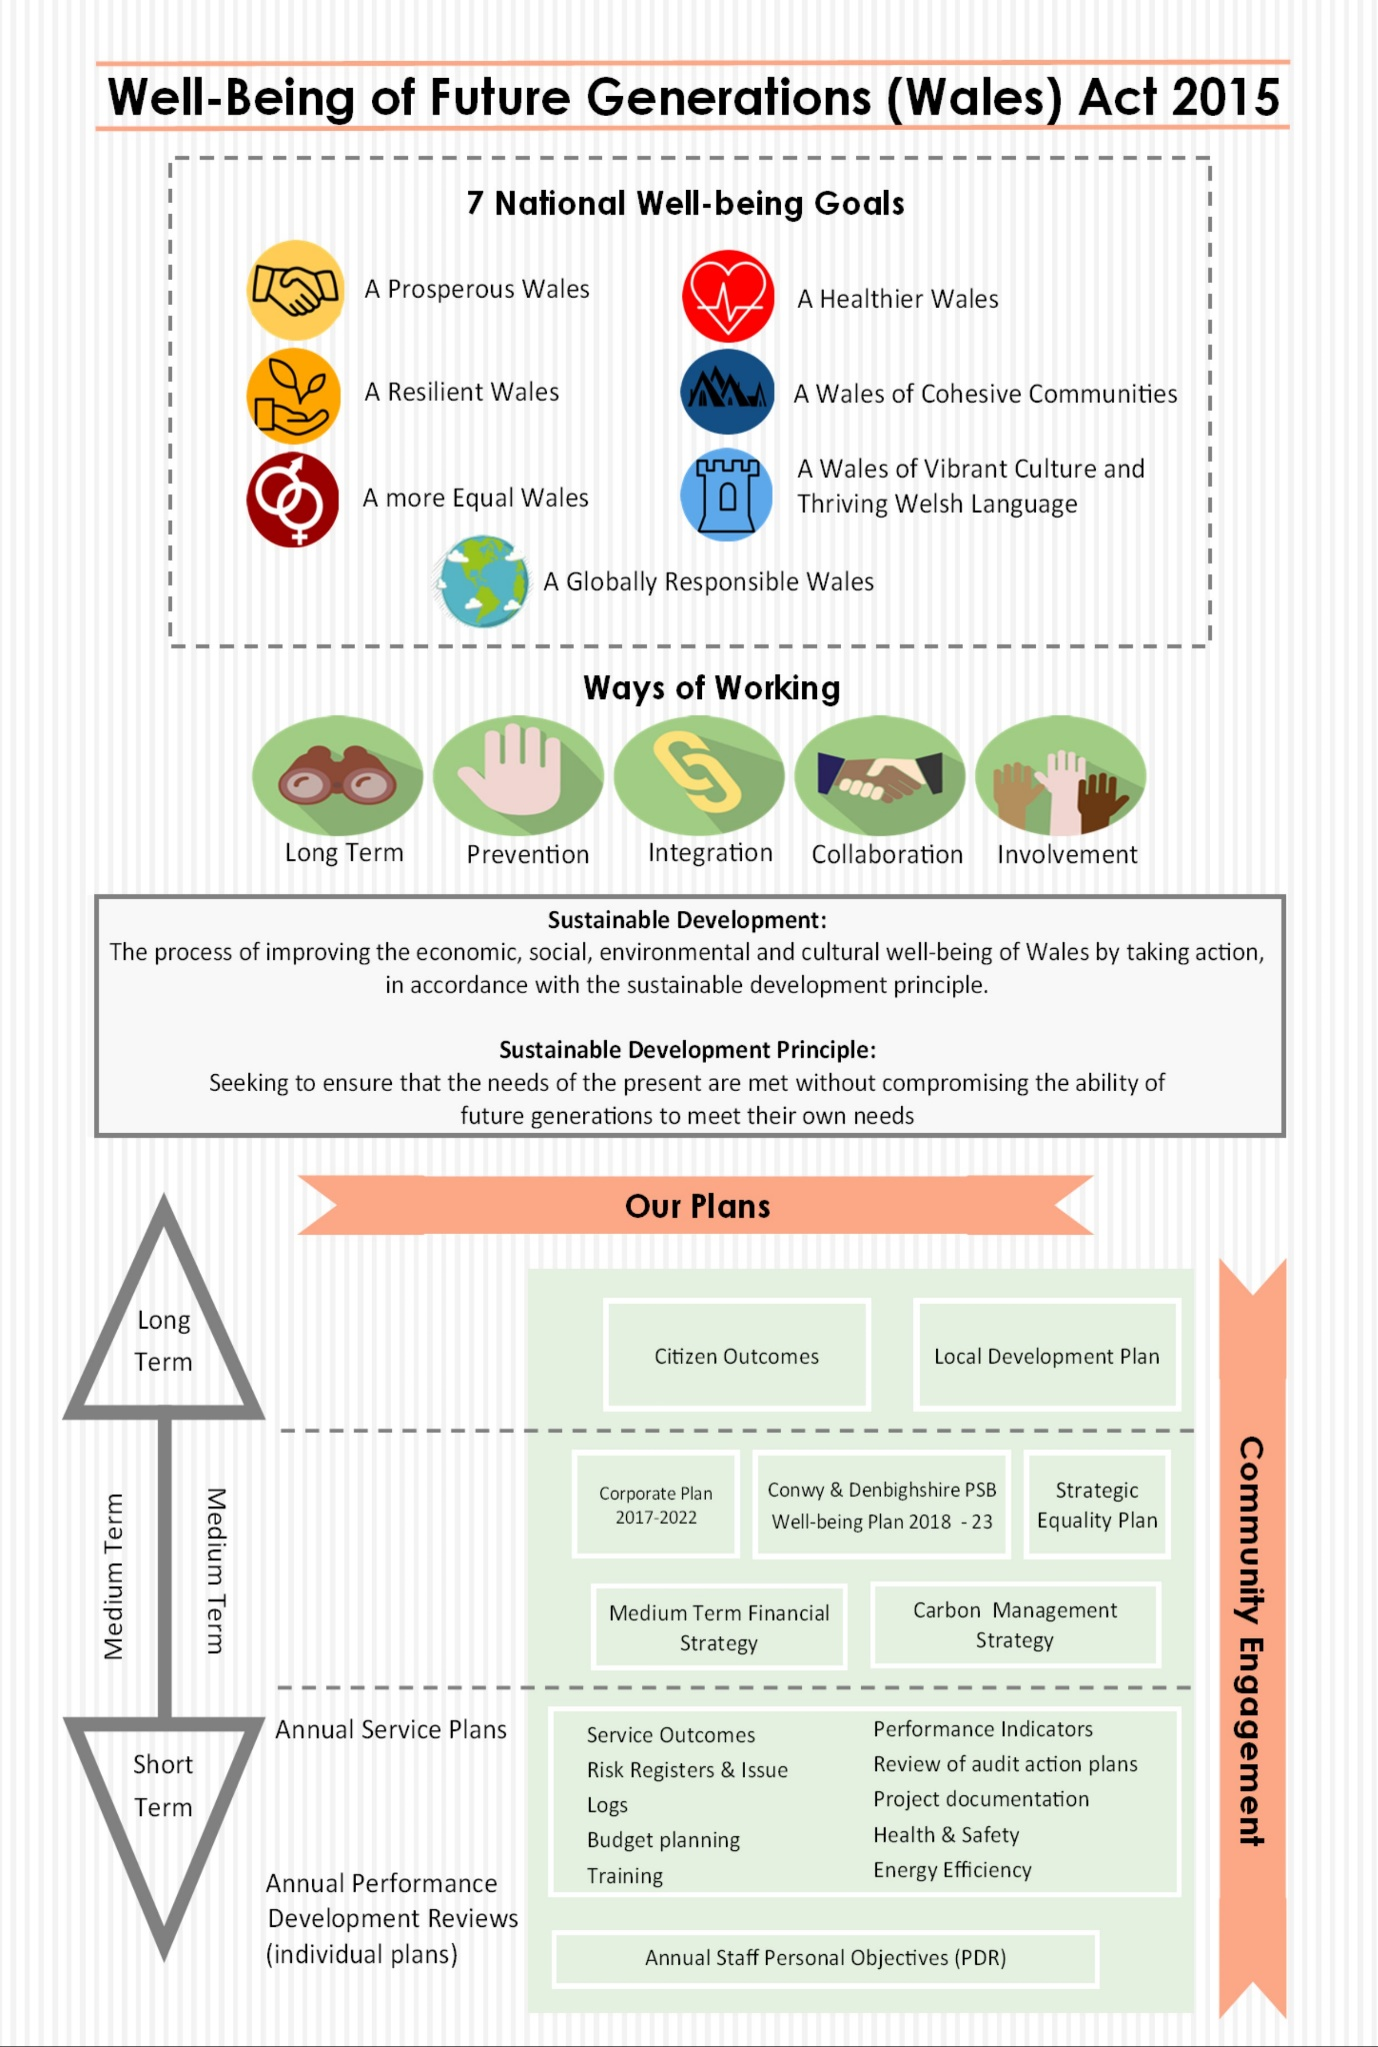 Well-Being of Future Generations (Wales) Act 2015
7 National Well-being Goals
A Prosperous Wales
A Healthier Wales
A Resilient Wales
A Wales of Cohesive Communities
A more Equal Wales
A Wales of Vibrant Culture and
Thriving Welsh Language
A Globally Responsible Wales
Ways of Working
Long Term
Prevention
Integration
Collaboration
Involvement
Sustainable Development:
The process of improving the economic, social, environmental and cultural well-being of Wales by taking action,
in accordance with the sustainable development principle.
Sustainable Development Principle:
Seeking to ensure that the needs of the present are met without compromising the ability of
future generations to meet their own needs
Our Plans
Long
Term
Citizen Outcomes
Local Development Plan
Medium Term
Medium Term
Corporate Plan
2017-2022
Conwy & Denbighshire PSB
Well-being Plan 2018 - 23
Strategic
Equality Plan
Medium Term Financial
Strategy
Carbon Management
Strategy
Short
Term
Annual Service Plans
Service Outcomes
Risk Registers & Issue
Logs
Budget planning
Training
Performance Indicators
Review of audit action plans
Project documentation
Health & Safety
Energy Efficiency
Annual Performance
Development Reviews
(individual plans)
Annual Staff Personal Objectives (PDR)
Community Engagement